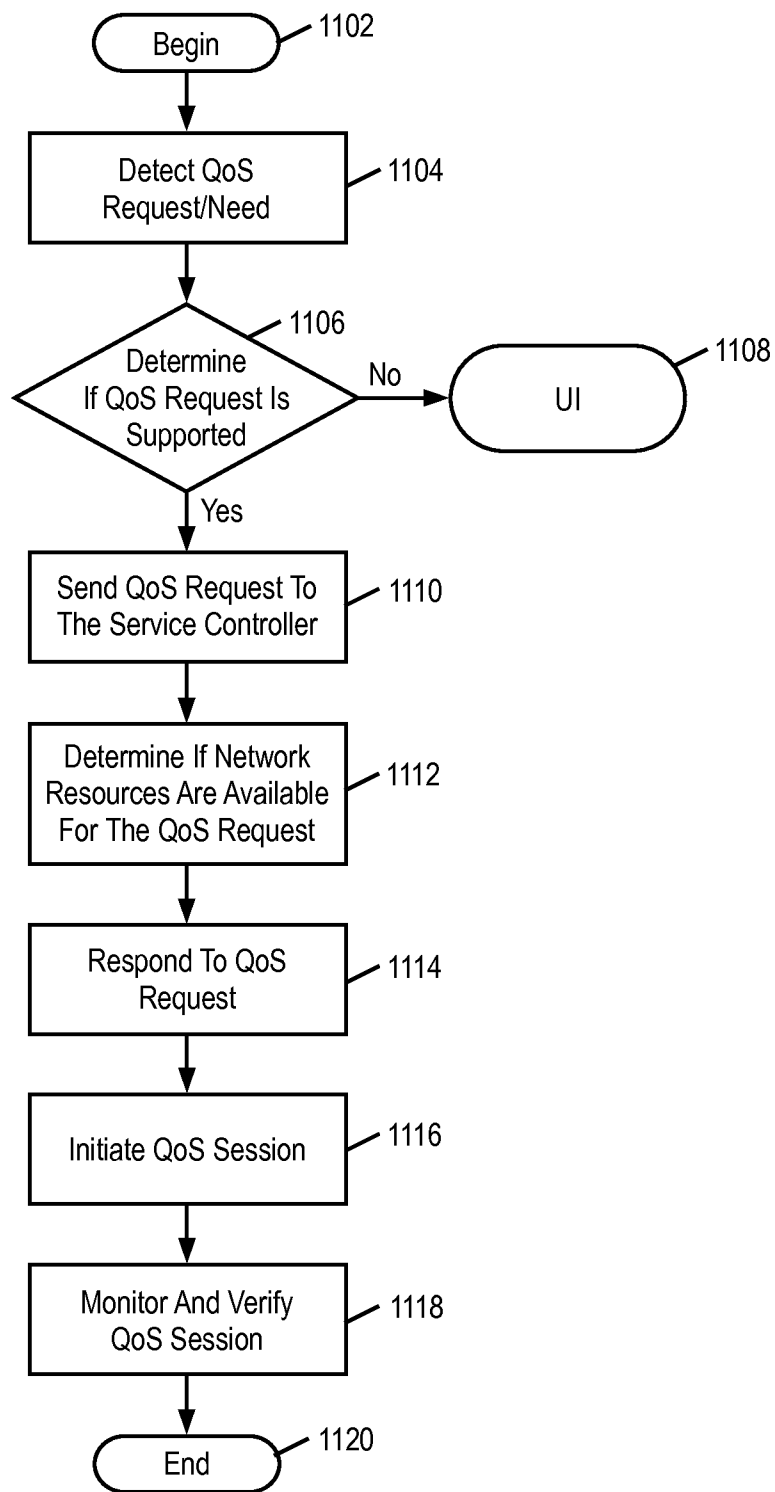 Begin
1102
Detect QoS
Request/Need
1104
1106
Determine
If QoS Request Is
Supported
No
UI
1108
Yes
Send QoS Request To
The Service Controller
1110
Determine If Network
Resources Are Available
For The QoS Request
1112
Respond To QoS
Request
1114
Initiate QoS Session
1116
Monitor And Verify
QoS Session
1118
End
1120